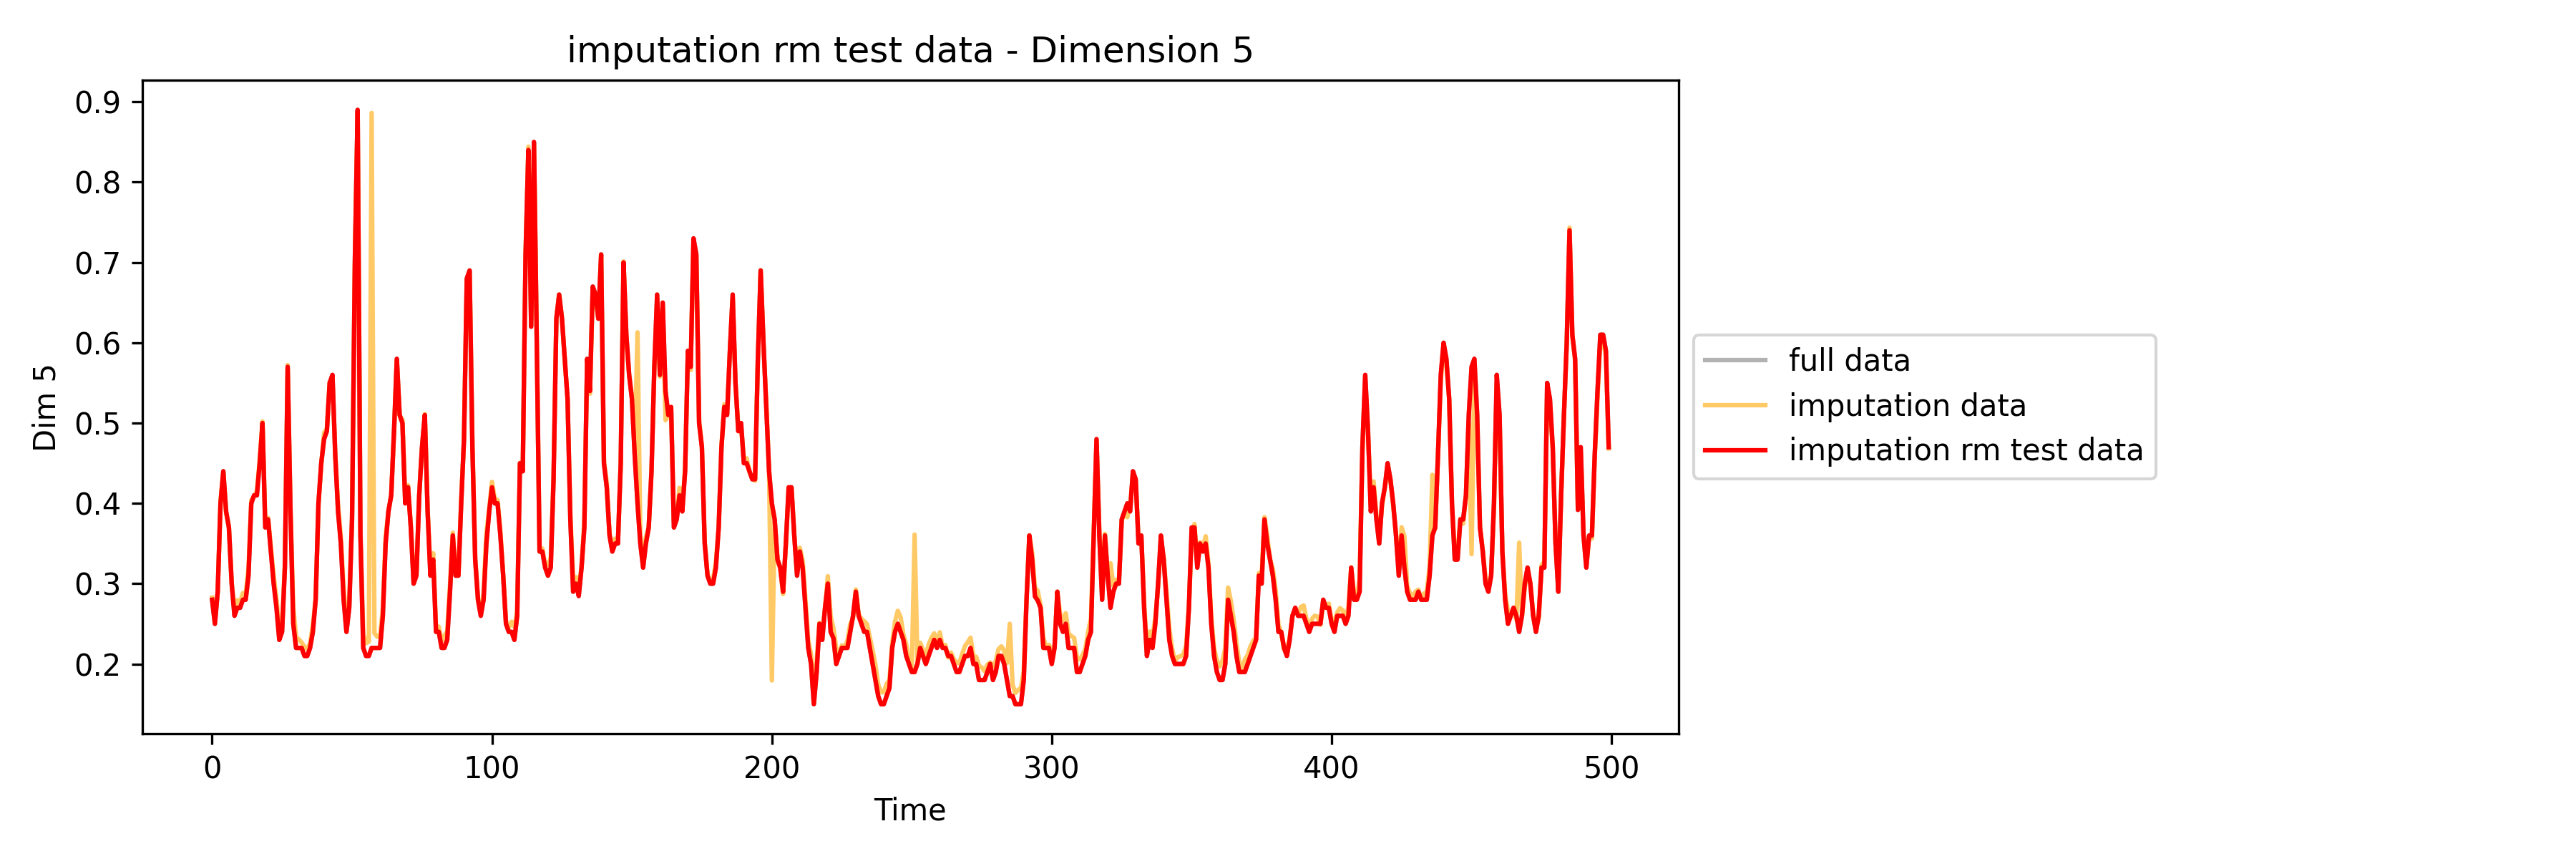 imputation rm test data - Dimension 5
0.9
0.8
0.7
0.6
0.5
0.4
0.3
0.2
Dim 5
0 100 200 300 400 500
Time
full data
imputation data
imputation rm test data